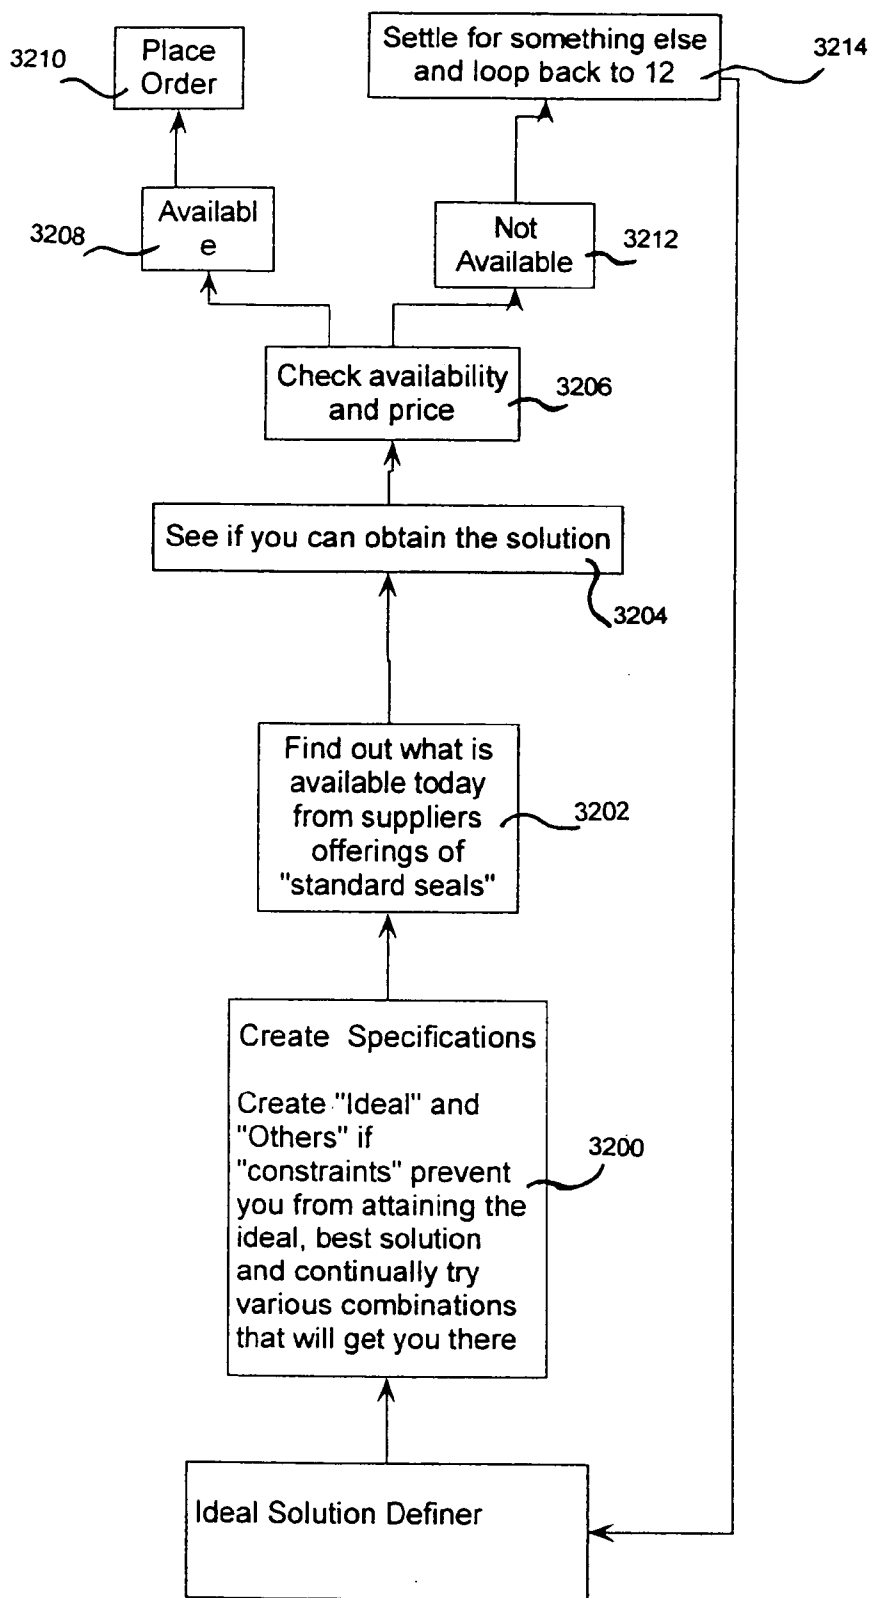 3210
Place
Order
Settle for something else
and loop back to 12
3214
3208
Availabl
e
Not
Available
3212
Check availability
and price
3206
See if you can obtain the solution
3204
Find out what is
available today
from suppliers
offerings of
"standard seals"
3202
Create Specifications
Create "Ideal" and
"Others" if
"constraints" prevent
you from attaining the
ideal, best solution
and continually try
various combinations
that will get you there
3200
Ideal Solution Definer